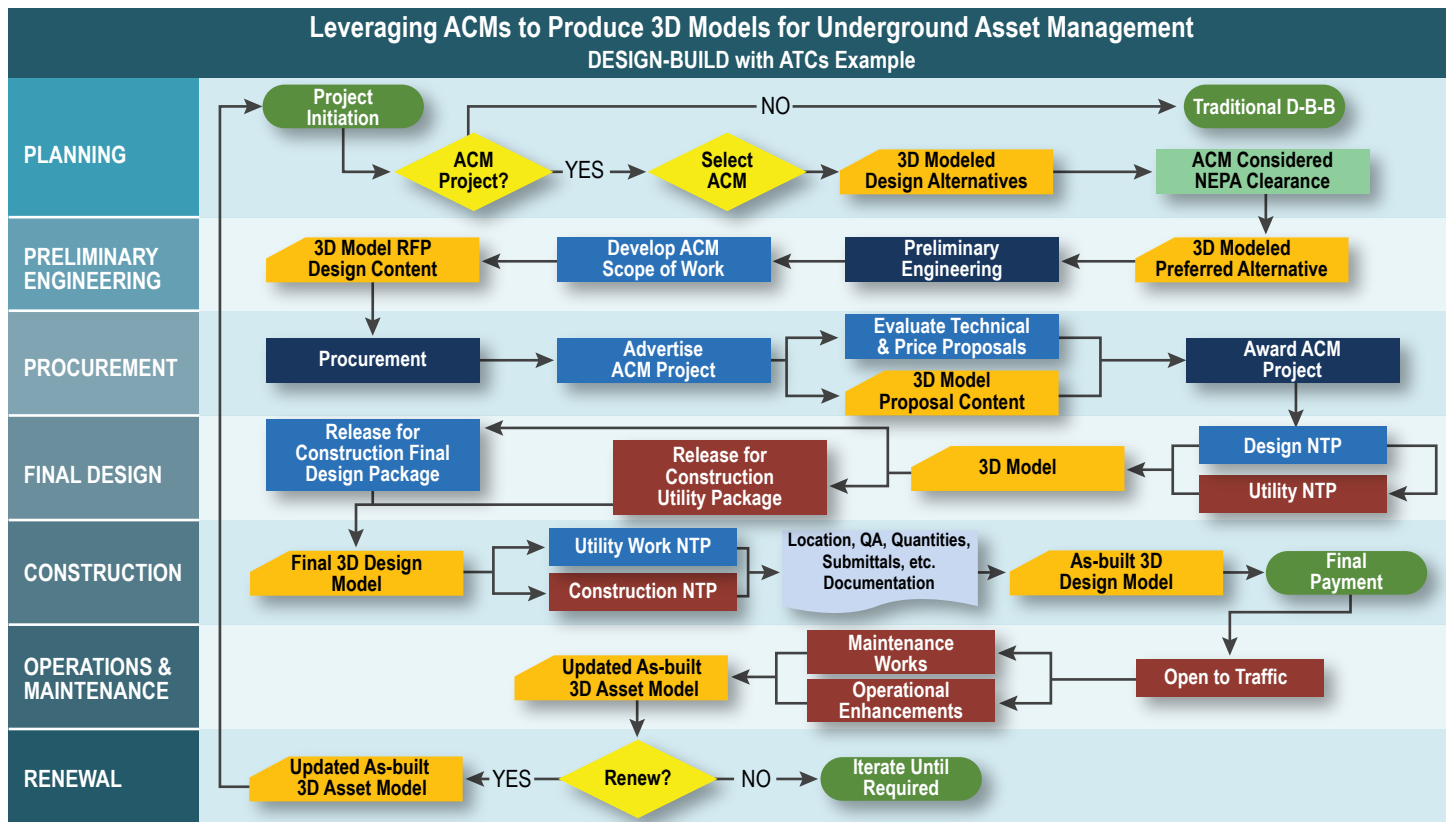 Leveraging ACMs to Produce 3D Models for Underground Asset Management
DESIGN-BUILD with ATCs Example
PLANNING
Project
Initiation
NO
Traditional D-B-B
ACM
Project?
YES
Select
ACM
3D Modeled
Design Alternatives
ACM Considered
NEPA Clearance
PRELIMINARY
ENGINEERING
3D Model RFP
Design Content
Develop ACM
Scope of Work
Preliminary
Engineering
3D Modeled
Preferred Alternative
PROCUREMENT
Procurement
Advertise
ACM Project
Evaluate Technical
& Price Proposals
3D Model
Proposal Content
Award ACM
Project
FINAL DESIGN
Release for
Construction Final
Design Package
Release for
Construction
Utility Package
3D Model
Design NTP
Utility NTP
CONSTRUCTION
Final 3D Design
Model
Utility Work NTP
Construction NTP
Location, QA, Quantities,
Submittals, etc.
Documentation
As-built 3D
Design Model
Final
Payment
OPERATIONS &
MAINTENANCE
Updated As-built
3D Asset Model
Maintenance
Works
Operational
Enhancements
Open to Traffic
RENEWAL
Updated As-built
3D Asset Model
YES
Renew?
NO
Iterate Until
Required